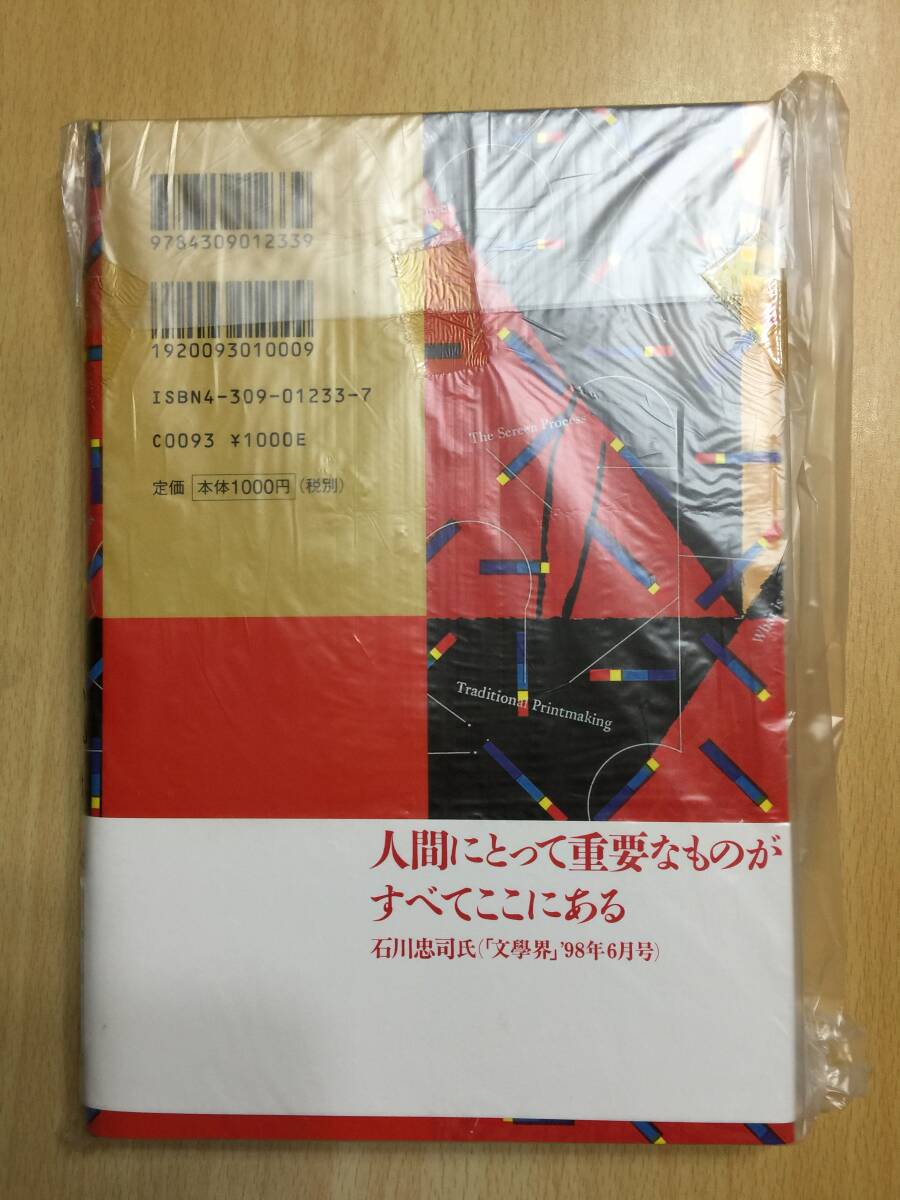 9784309012339
1920093010009
ISBN4-309-01233-7
C0093 ¥1000E
定価 本体1000円 (税別)
The Screen Process
Traditional Printmaking
人間にとって重要なものが
すべてここにある
石川忠司氏(「文學界」'98年6月号)